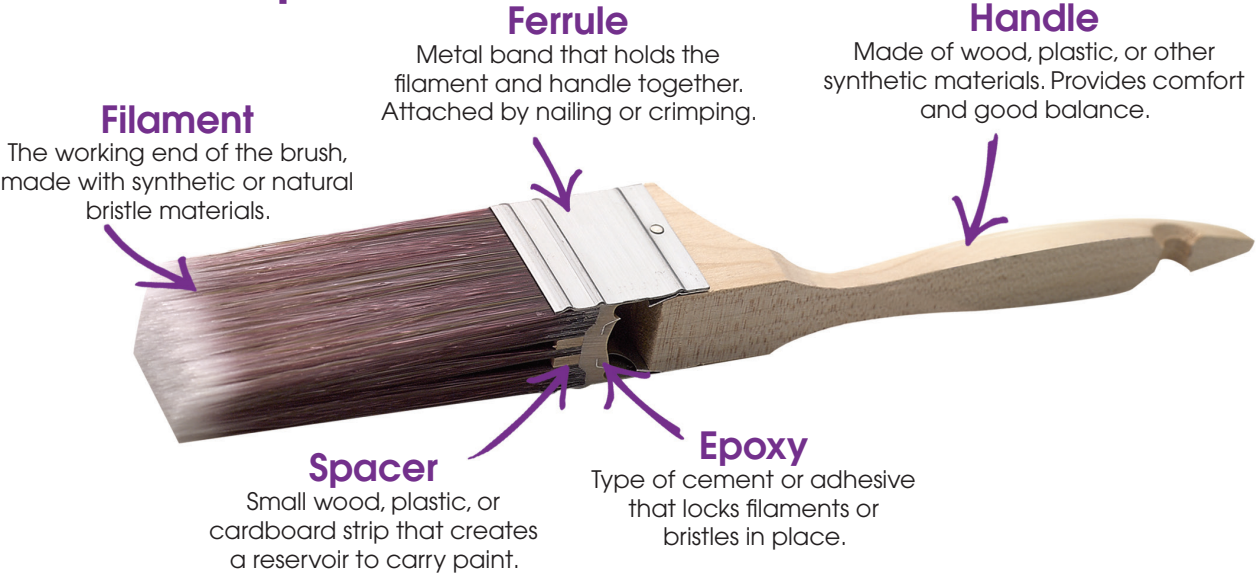 Ferrule
Metal band that holds the
filament and handle together.
Attached by nailing or crimping.
Handle
Made of wood, plastic, or other
synthetic materials. Provides comfort
and good balance.
Filament
The working end of the brush,
made with synthetic or natural
bristle materials.
Spacer
Small wood, plastic, or
cardboard strip that creates
a reservoir to carry paint.
Epoxy
Type of cement or adhesive
that locks filaments or
bristles in place.